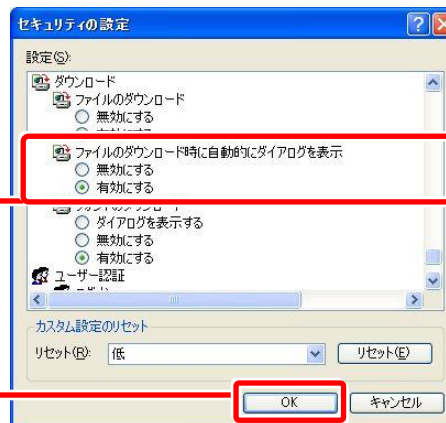 セキュリティの設定
設定(S):
ダウンロード
ファイルのダウンロード
無効にする
ファイルのダウンロード時に自動的にダイアログを表示
無効にする
有効にする
ダイアログを表示する
無効にする
有効にする
ユーザー認証
カスタム設定のリセット
リセット(R): 低 リセット(E)
OK キャンセル